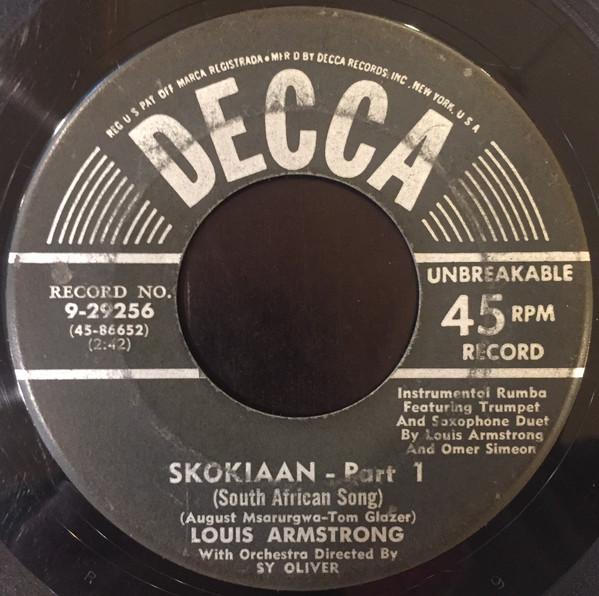 REG U S PAT OFF MARCA REGISTRADA • MFR'D BY DECCA RECORDS, INC., NEW YORK, U S A
DECCA
RECORD NO.
9-29256
(45-86652)
(2:42)
UNBREAKABLE
45 RPM
RECORD
Instrumental Rumba
Featuring Trumpet
And Saxophone Duet
By Louis Armstrong
And Omer Simeon
SKOKIAAN - Part 1
(South African Song)
(August Msarurgwa-Tom Glazer)
LOUIS ARMSTRONG
With Orchestra Directed By
SY OLIVER
R
9